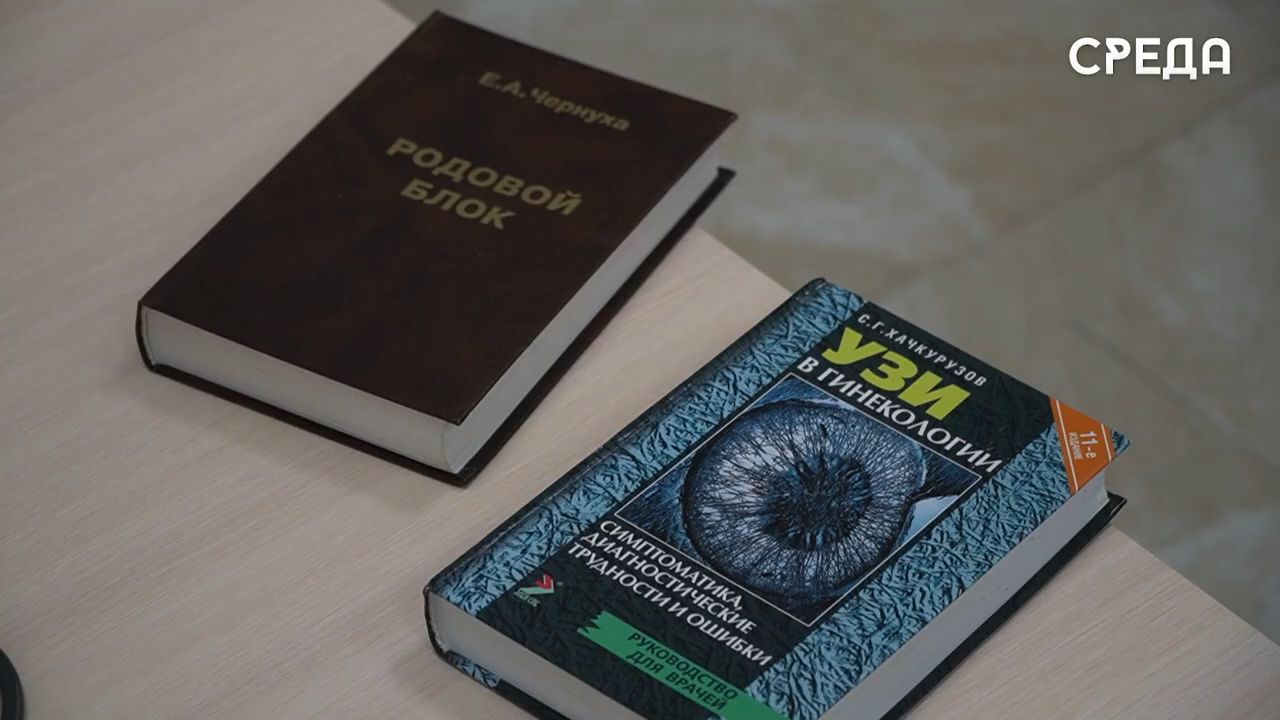 СРЕДА
Е.А. Чернуха
РОДОВОЙ
БЛОК
С.Г.ХАЧКУРУЗОВ
УЗИ
В ГИНЕКОЛОГИИ
11-е
ИЗДАНИЕ
СИМПТОМАТИКА,
ДИАГНОСТИЧЕСКИЕ
ТРУДНОСТИ И ОШИБКИ
РУКОВОДСТВО
ДЛЯ ВРАЧЕЙ